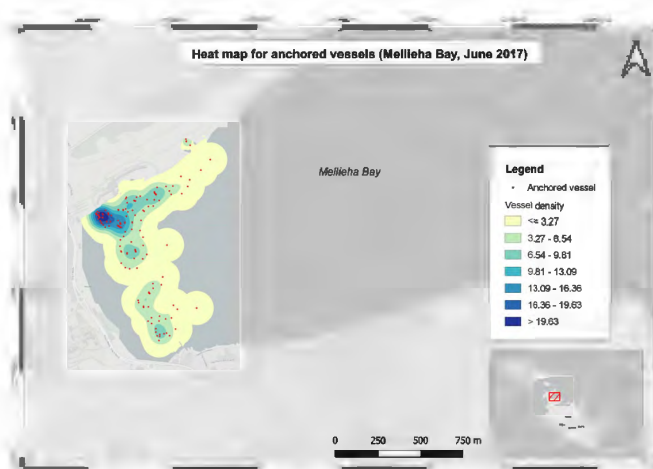 Heat map for anchored vessels (Mellieha Bay, June 2017)
Mellieha Bay
Legend
Anchored vessel
Vessel density
<= 3.27
3.27 - 6.54
6.54 - 9.81
9.81 - 13.09
13.09 - 16.36
16.36 - 19.63
> 19.63
0 250 500 750 m